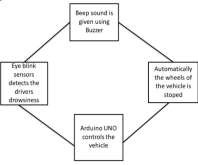 Beep sound is
given using
Buzzer
Eye blink
sensors
detects the
drivers
drowsiness
Automatically
the wheels of
the vehicle is
stoped
Arduino UNO
controls the
vehicle